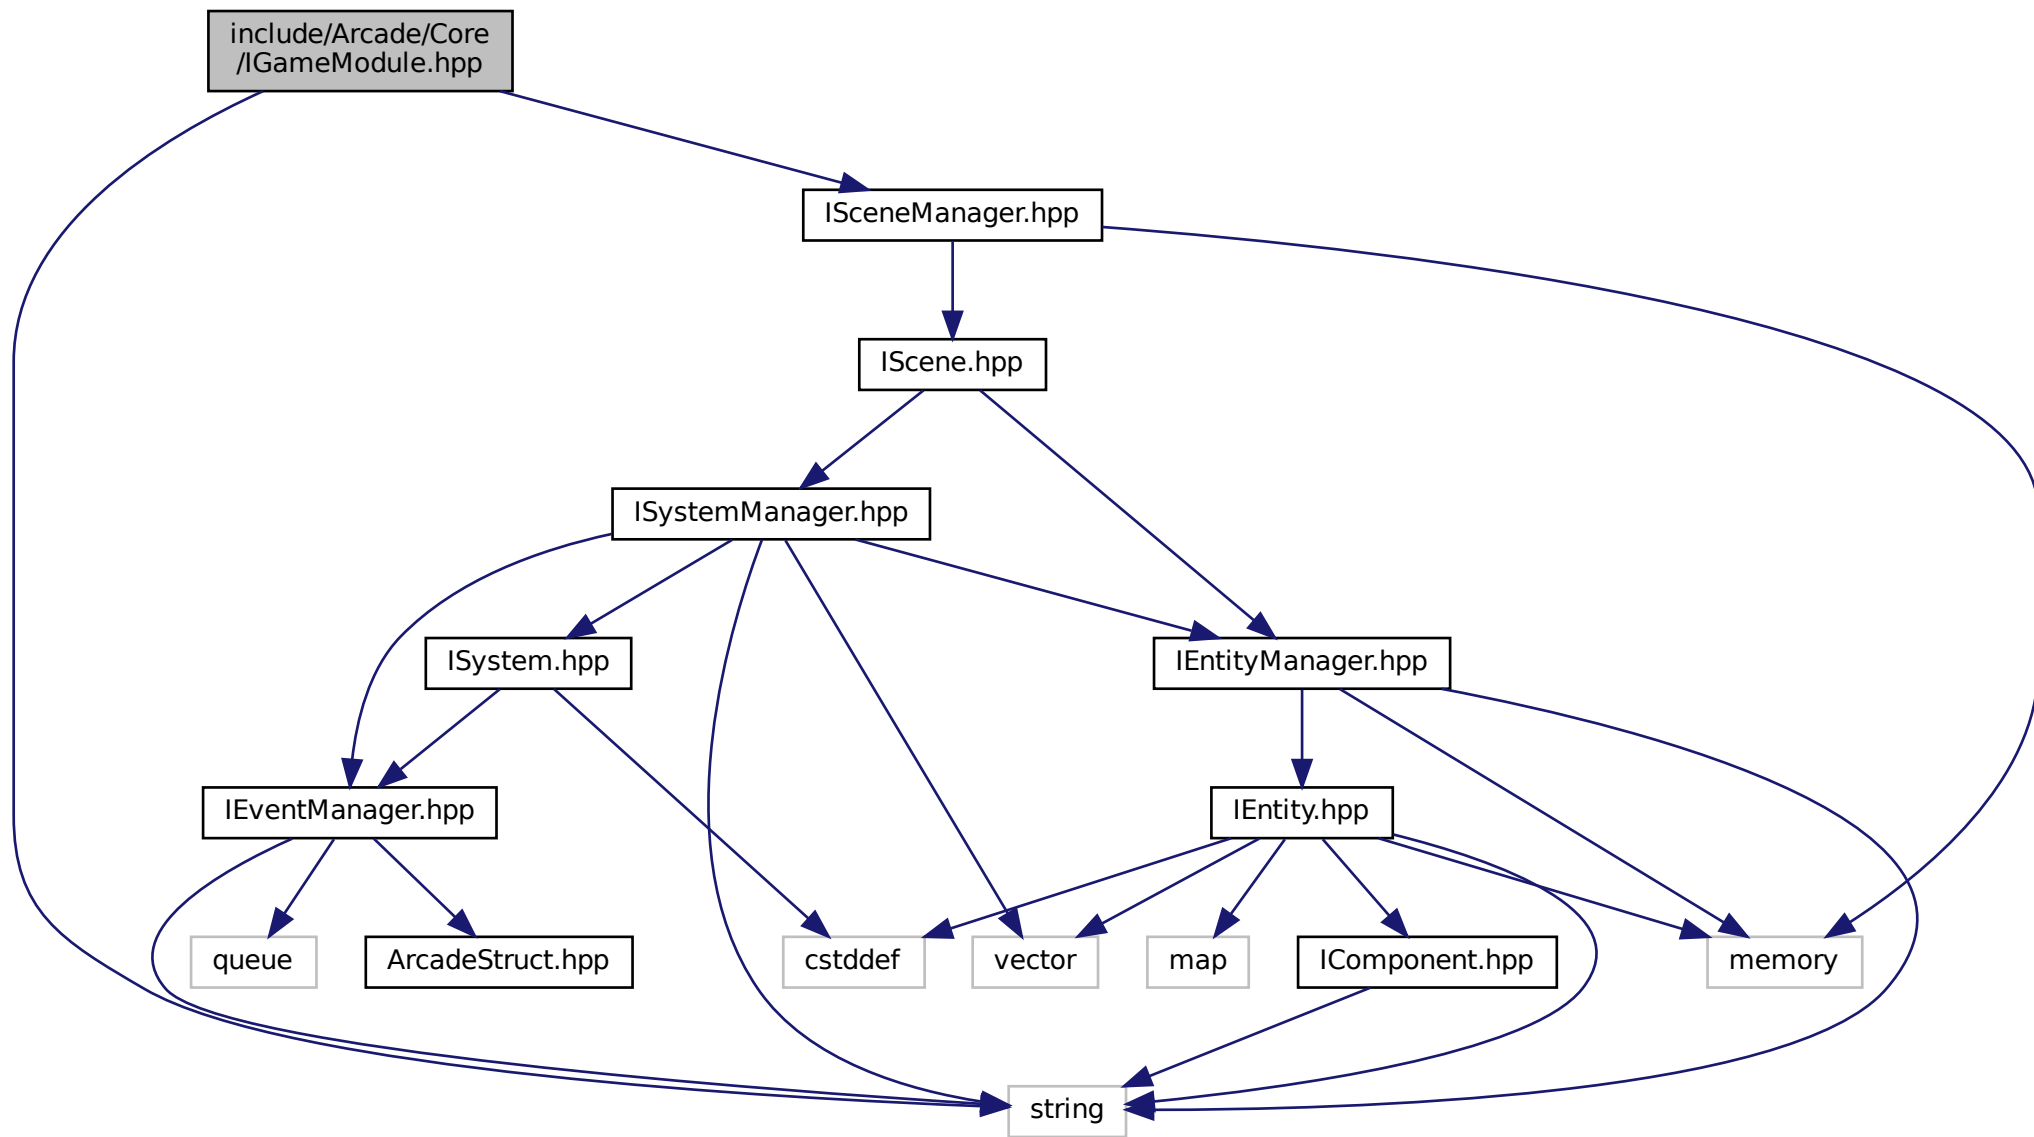 include/Arcade/Core
/IGameModule.hpp
ISceneManager.hpp
IScene.hpp
ISystemManager.hpp
ISystem.hpp
IEntityManager.hpp
IEventManager.hpp
IEntity.hpp
queue
ArcadeStruct.hpp
cstddef
vector
map
IComponent.hpp
memory
string